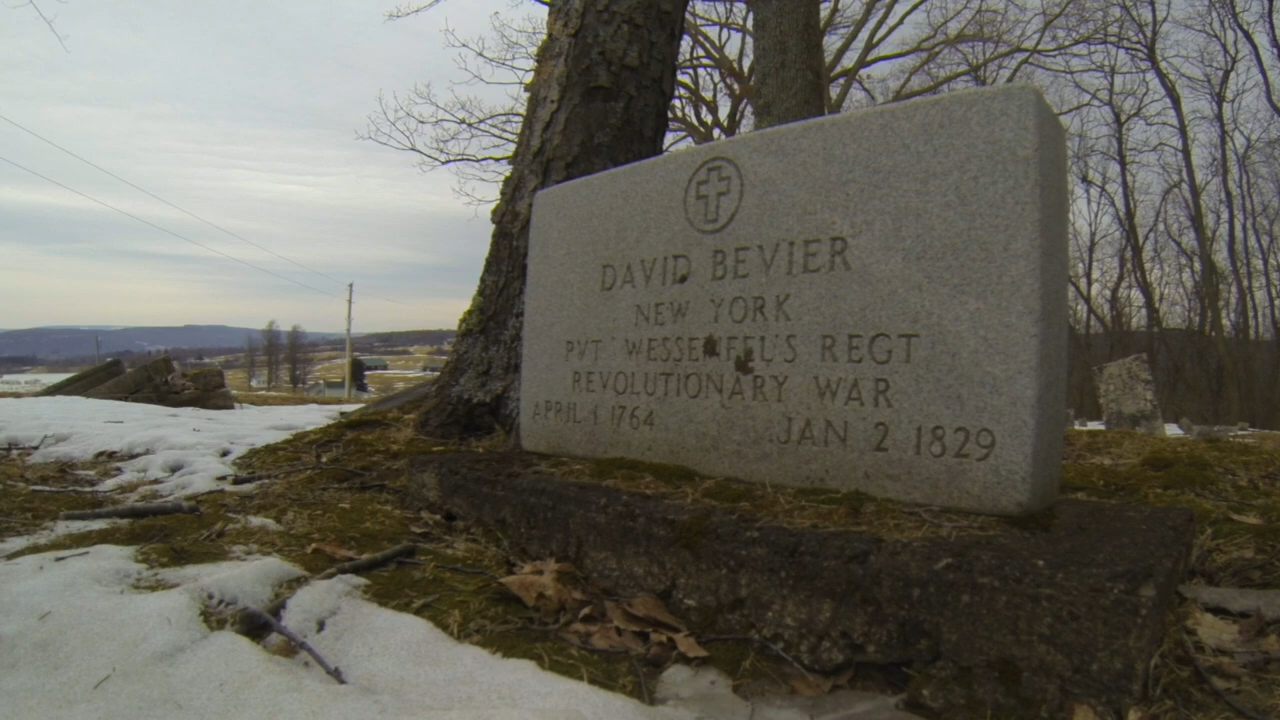 DAVID BEVIER
NEW YORK
PVT WESSENFEL'S REGT
REVOLUTIONARY WAR
APRIL 1 1764 JAN 2 1829